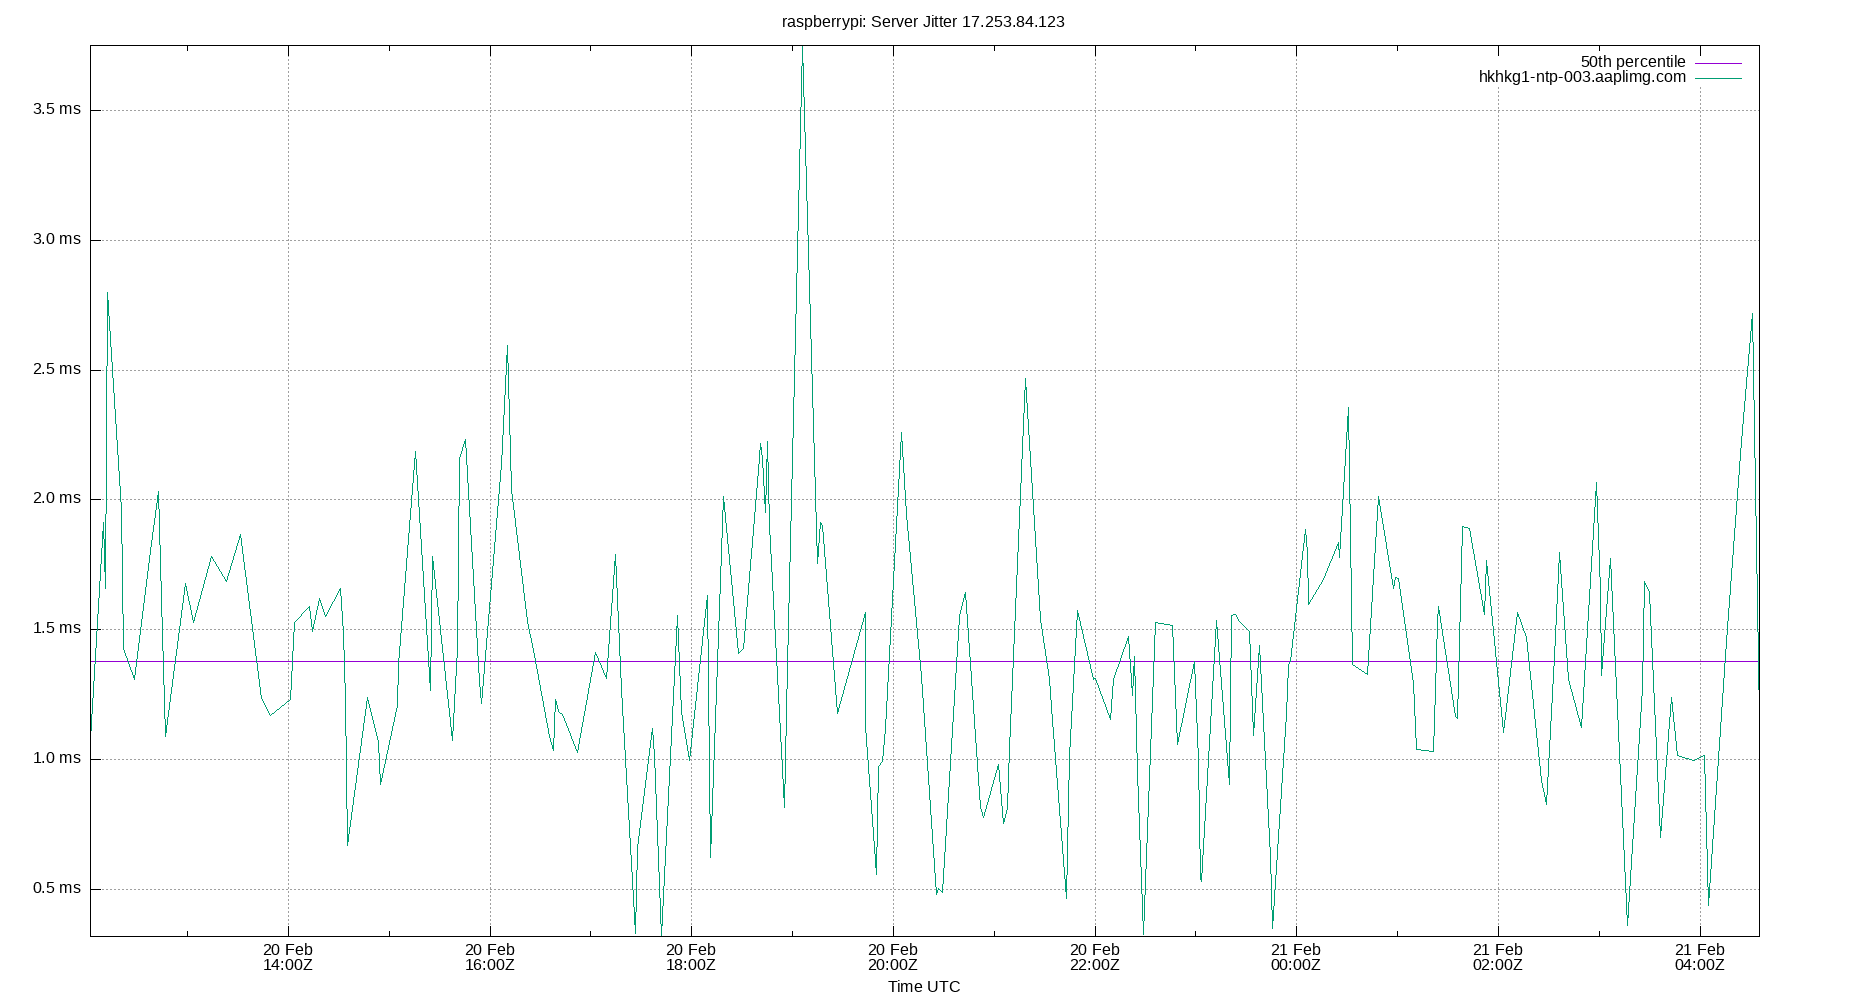 raspberrypi: Server Jitter 17.253.84.123
50th percentile
hkhkg1-ntp-003.aaplimg.com
3.5 ms
3.0 ms
2.5 ms
2.0 ms
1.5 ms
1.0 ms
0.5 ms
20 Feb 20 Feb 20 Feb 20 Feb 20 Feb 21 Feb 21 Feb 21 Feb
14:00Z 16:00Z 18:00Z 20:00Z 22:00Z 00:00Z 02:00Z 04:00Z
Time UTC